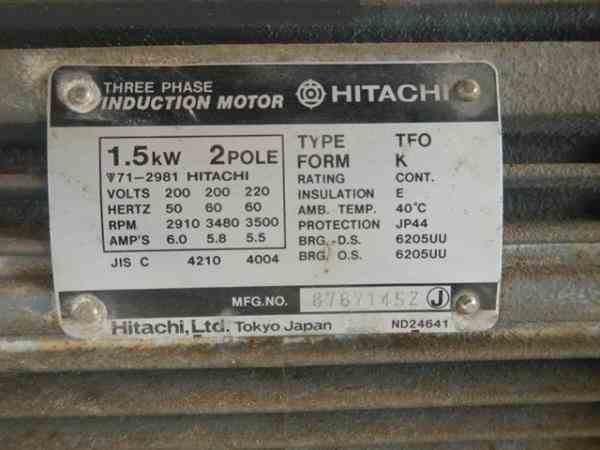 THREE PHASE
INDUCTION MOTOR HITACHI
1.5kW 2POLE
71-2981 HITACHI
VOLTS 200 200 220
HERTZ 50 60 60
RPM 2910 3480 3500
AMP'S 6.0 5.8 5.5
JIS C 4210 4004
TYPE TFO
FORM K
RATING CONT.
INSULATION E
AMB. TEMP. 40°C
PROTECTION JP44
BRG. D.S. 6205UU
BRG. O.S. 6205UU
MFG.NO. J
Hitachi, Ltd. Tokyo Japan ND24641